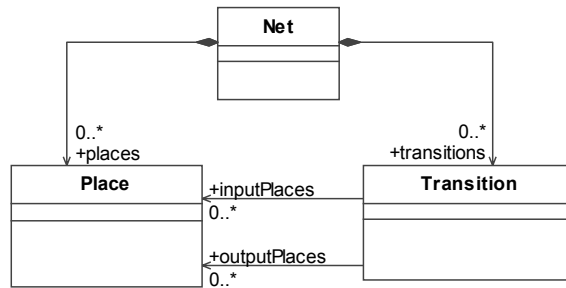 Net
0..*
+places
0..*
+transitions
Place
Transition
+inputPlaces
0..*
+outputPlaces
0..*